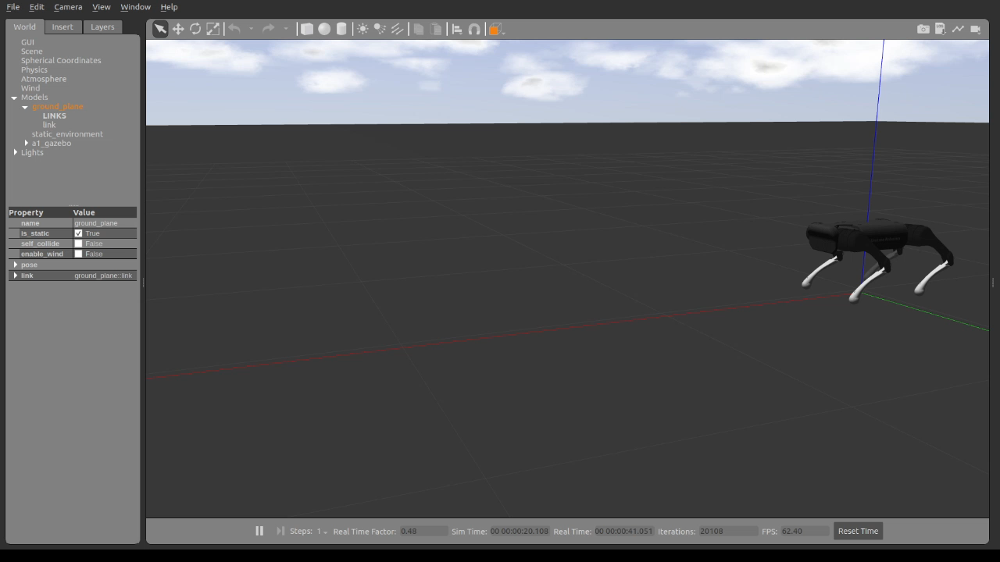 File Edit Camera View Window Help
World Insert Layers
GUI
Scene
Spherical Coordinates
Physics
Atmosphere
Wind
Models
ground_plane
LINKS
link
static_environment
a1_gazebo
Lights
Property Value
name ground_plane
is_static True
self_collide False
enable_wind False
pose
link ground_plane::link
Steps: 1 Real Time Factor: 0.48 Sim Time: 00 00:00:20.108 Real Time: 00 00:00:41.051 Iterations: 20108 FPS: 62.40 Reset Time